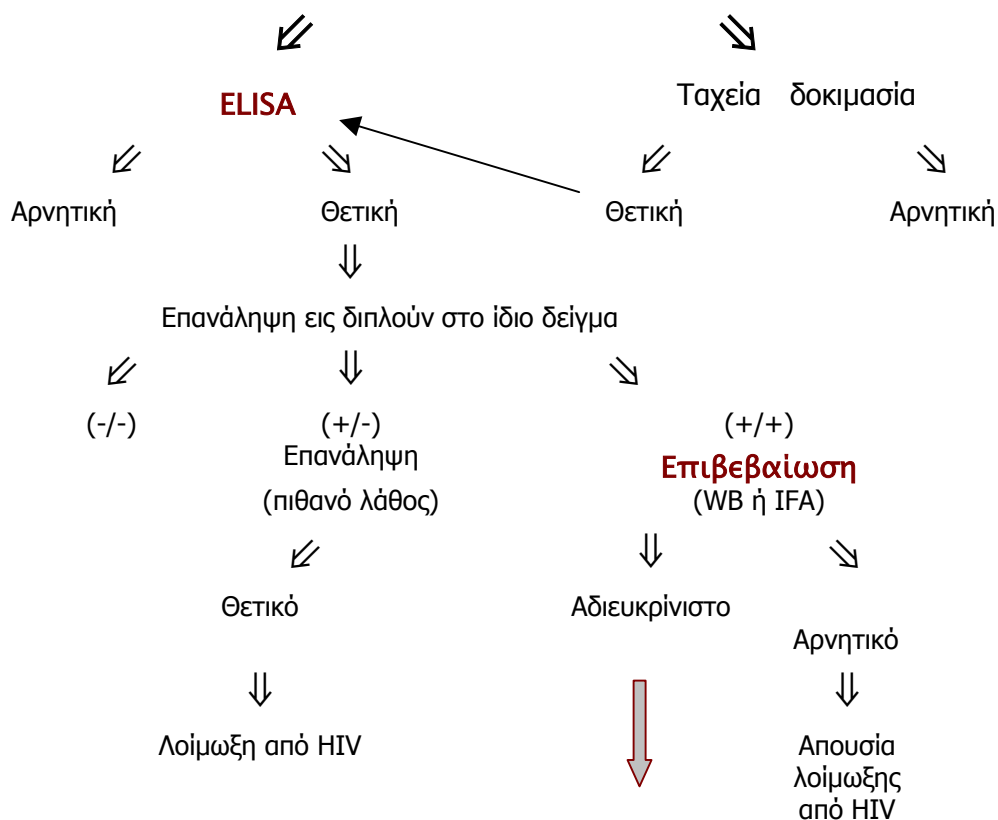 ELISA
Ταχεία δοκιμασία
Αρνητική
Θετική
Θετική
Αρνητική
Επανάληψη εις διπλούν στο ίδιο δείγμα
(-/-)
(+/-)
Επανάληψη
(πιθανό λάθος)
(+/+)
Επιβεβαίωση
(WB ή IFA)
Θετικό
Αδιευκρίνιστο
Αρνητικό
Λοίμωξη από HIV
Απουσία
λοίμωξης
από HIV